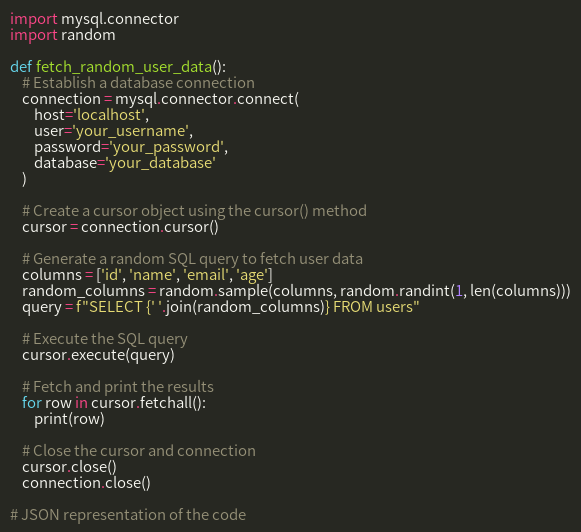 import mysql.connector
import random

def fetch_random_user_data():
    # Establish a database connection
    connection = mysql.connector.connect(
        host='localhost',
        user='your_username',
        password='your_password',
        database='your_database'
    )

    # Create a cursor object using the cursor() method
    cursor = connection.cursor()

    # Generate a random SQL query to fetch user data
    columns = ['id', 'name', 'email', 'age']
    random_columns = random.sample(columns, random.randint(1, len(columns)))
    query = f"SELECT {' '.join(random_columns)} FROM users"

    # Execute the SQL query
    cursor.execute(query)

    # Fetch and print the results
    for row in cursor.fetchall():
        print(row)

    # Close the cursor and connection
    cursor.close()
    connection.close()

# JSON representation of the code